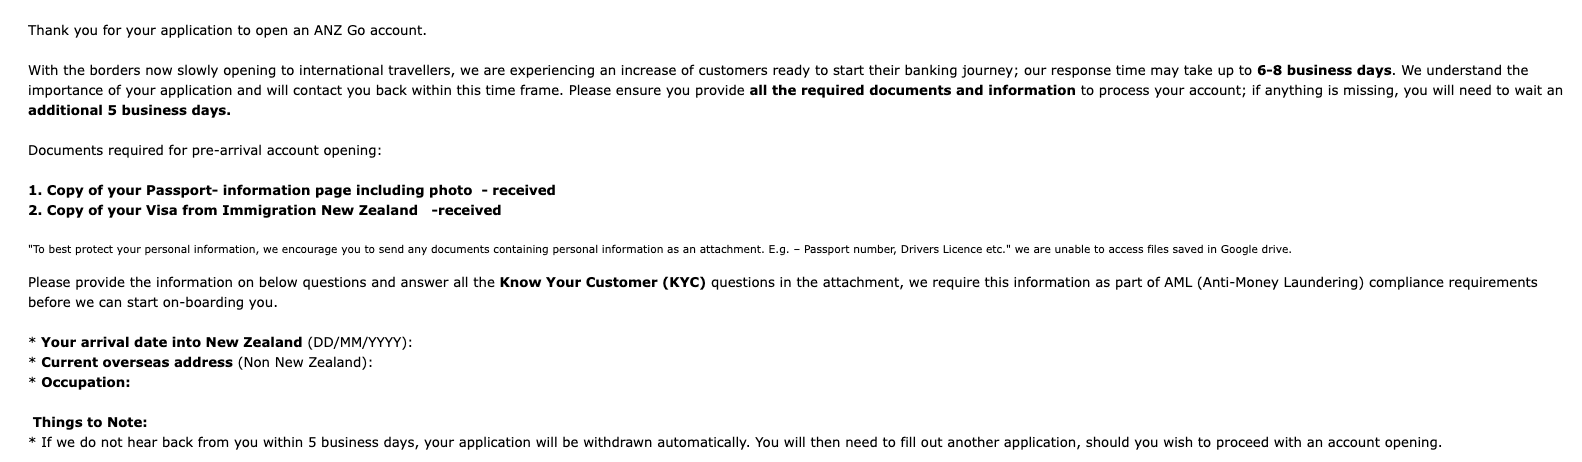 Thank you for your application to open an ANZ Go account.
With the borders now slowly opening to international travellers, we are experiencing an increase of customers ready to start their banking journey; our response time may take up to 6-8 business days. We understand the
importance of your application and will contact you back within this time frame. Please ensure you provide all the required documents and information to process your account; if anything is missing, you will need to wait an
additional 5 business days.
Documents required for pre-arrival account opening:
1. Copy of your Passport- information page including photo  - received
2. Copy of your Visa from Immigration New Zealand   -received
"To best protect your personal information, we encourage you to send any documents containing personal information as an attachment. E.g. – Passport number, Drivers Licence etc." we are unable to access files saved in Google drive.
Please provide the information on below questions and answer all the Know Your Customer (KYC) questions in the attachment, we require this information as part of AML (Anti-Money Laundering) compliance requirements
before we can start on-boarding you.
* Your arrival date into New Zealand (DD/MM/YYYY):
* Current overseas address (Non New Zealand):
* Occupation:
Things to Note:
* If we do not hear back from you within 5 business days, your application will be withdrawn automatically. You will then need to fill out another application, should you wish to proceed with an account opening.